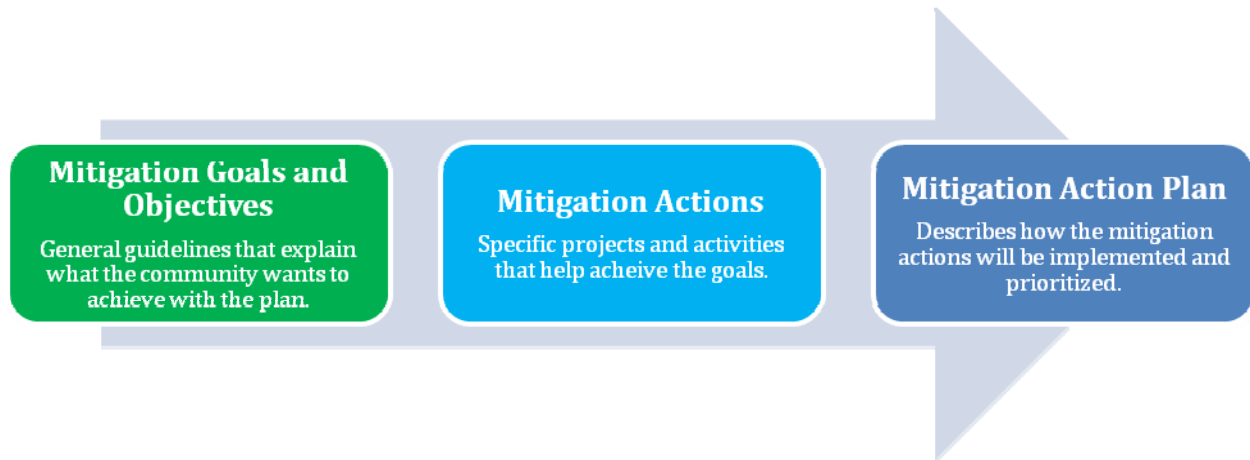 Mitigation Goals and
Objectives
General guidelines that explain
what the community wants to
achieve with the plan.
Mitigation Actions
Specific projects and activities
that help acheive the goals.
Mitigation Action Plan
Describes how the mitigation
actions will be implemented and
prioritized.